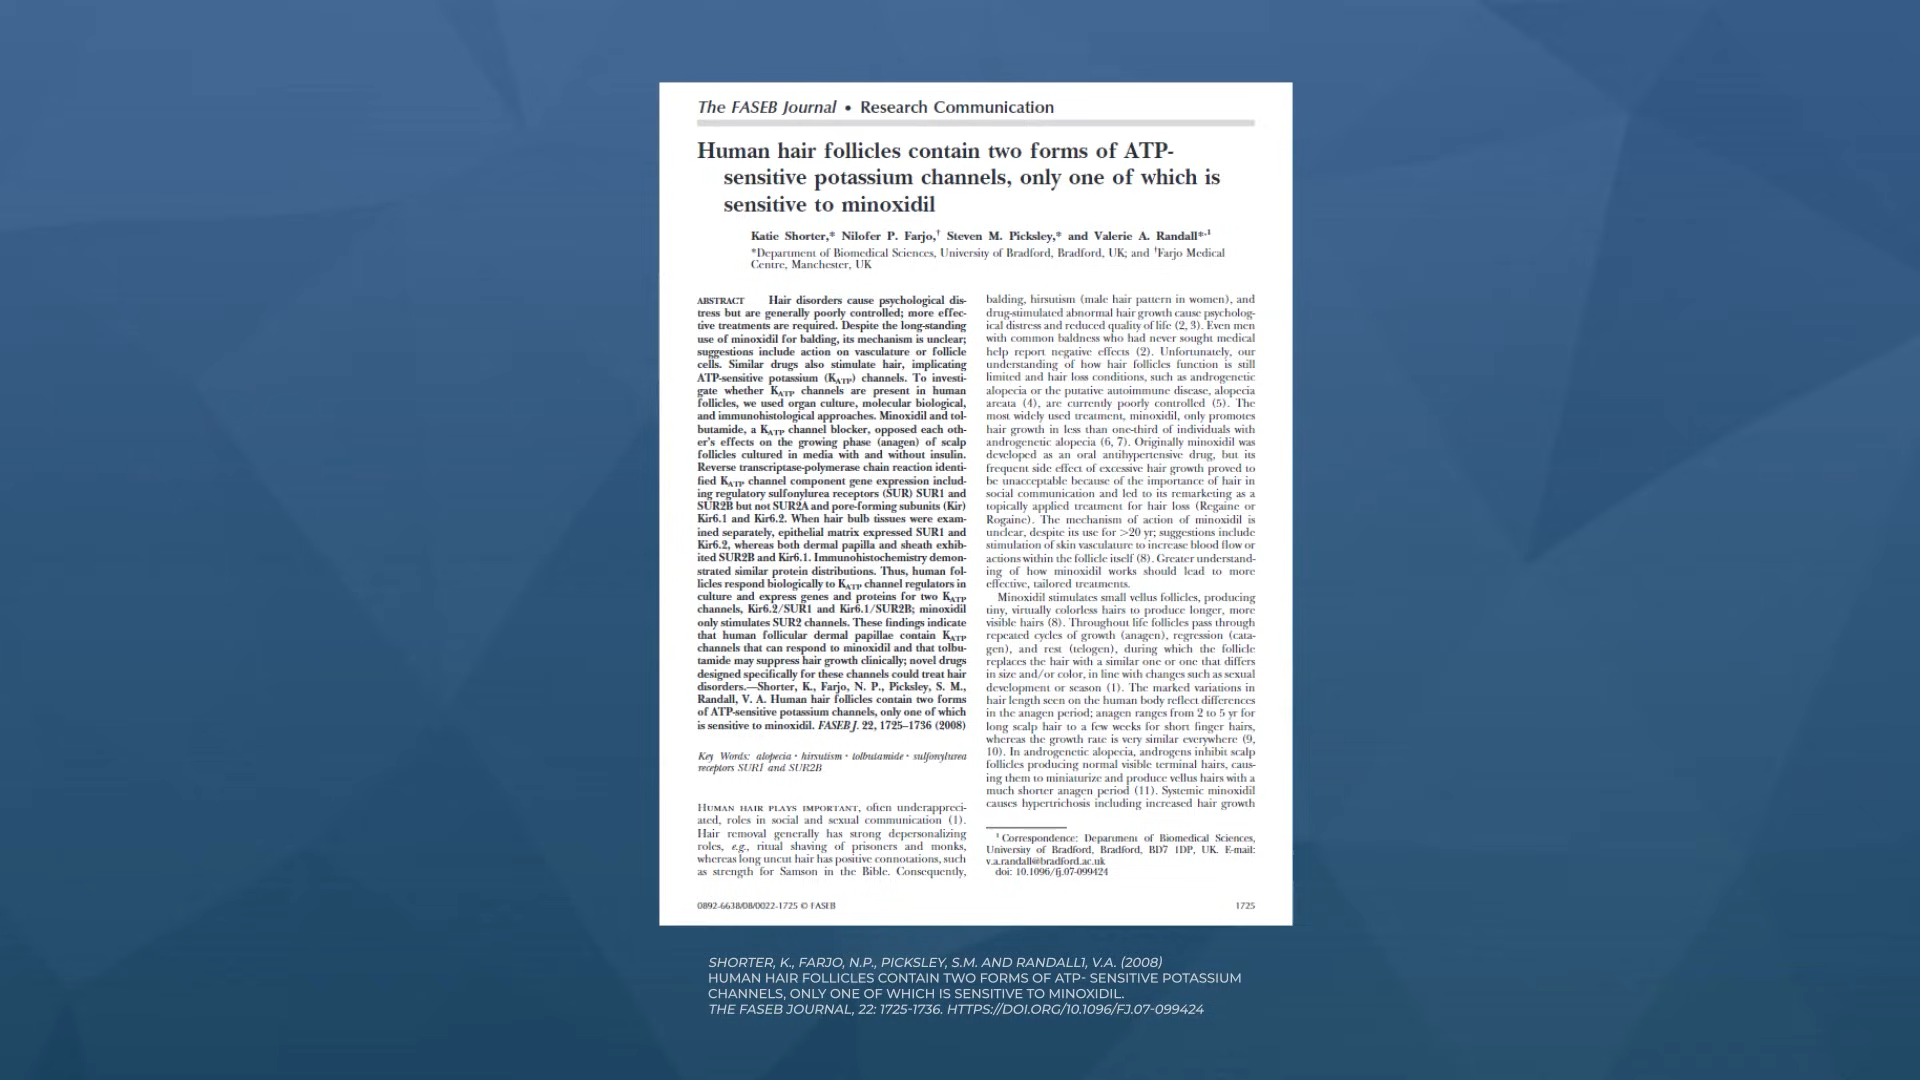 The FASEB Journal • Research Communication
Human hair follicles contain two forms of ATP-
sensitive potassium channels, only one of which is
sensitive to minoxidil
Katie Shorter,* Nilofer P. Farjo,† Steven M. Picksley,* and Valerie A. Randall*,1
*Department of Biomedical Sciences, University of Bradford, Bradford, UK; and †Farjo Medical
Centre, Manchester, UK
ABSTRACT Hair disorders cause psychological dis-
tress but are generally poorly controlled; more effec-
tive treatments are required. Despite the long-standing
use of minoxidil for balding, its mechanism is unclear;
suggestions include action on vasculature or follicle
cells. Similar drugs also stimulate hair, implicating
ATP-sensitive potassium (KATP) channels. To investi-
gate whether KATP channels are present in human
follicles, we used organ culture, molecular biological,
and immunohistological approaches. Minoxidil and tol-
butamide, a KATP channel blocker, opposed each oth-
er's effects on the growing phase (anagen) of scalp
follicles cultured in media with and without insulin.
Reverse transcriptase-polymerase chain reaction identi-
fied KATP channel component gene expression includ-
ing regulatory sulfonylurea receptors (SUR) SUR1 and
SUR2B but not SUR2A and pore-forming subunits (Kir)
Kir6.1 and Kir6.2. When hair bulb tissues were exam-
ined separately, epithelial matrix expressed SUR1 and
Kir6.2, whereas both dermal papilla and sheath exhib-
ited SUR2B and Kir6.1. Immunohistochemistry demon-
strated similar protein distributions. Thus, human fol-
licles respond biologically to KATP channel regulators in
culture and express genes and proteins for two KATP
channels, Kir6.2/SUR1 and Kir6.1/SUR2B; minoxidil
only stimulates SUR2 channels. These findings indicate
that human follicular dermal papillae contain KATP
channels that can respond to minoxidil and that tolbu-
tamide may suppress hair growth clinically; novel drugs
designed specifically for these channels could treat hair
disorders.—Shorter, K., Farjo, N. P., Picksley, S. M.,
Randall, V. A. Human hair follicles contain two forms
of ATP-sensitive potassium channels, only one of which
is sensitive to minoxidil. FASEB J. 22, 1725–1736 (2008)
Key Words: alopecia • hirsutism • tolbutamide • sulfonylurea
receptors SUR1 and SUR2B
HUMAN HAIR PLAYS IMPORTANT, often underappreci-
ated, roles in social and sexual communication (1).
Hair removal generally has strong depersonalizing
roles, e.g., ritual shaving of prisoners and monks,
whereas long uncut hair has positive connotations, such
as strength for Samson in the Bible. Consequently,
balding, hirsutism (male hair pattern in women), and
drug-stimulated abnormal hair growth cause psycholog-
ical distress and reduced quality of life (2, 3). Even men
with common baldness who had never sought medical
help report negative effects (2). Unfortunately, our
understanding of how hair follicles function is still
limited and hair loss conditions, such as androgenetic
alopecia or the putative autoimmune disease, alopecia
areata (4), are currently poorly controlled (5). The
most widely used treatment, minoxidil, only promotes
hair growth in less than one-third of individuals with
androgenetic alopecia (6, 7). Originally minoxidil was
developed as an oral antihypertensive drug, but its
frequent side effect of excessive hair growth proved to
be unacceptable because of the importance of hair in
social communication and led to its remarketing as a
topically applied treatment for hair loss (Regaine or
Rogaine). The mechanism of action of minoxidil is
unclear, despite its use for >20 yr; suggestions include
stimulation of skin vasculature to increase blood flow or
actions within the follicle itself (8). Greater understand-
ing of how minoxidil works should lead to more
effective, tailored treatments.
Minoxidil stimulates small vellus follicles, producing
tiny, virtually colorless hairs to produce longer, more
visible hairs (8). Throughout life follicles pass through
repeated cycles of growth (anagen), regression (cata-
gen), and rest (telogen), during which the follicle
replaces the hair with a similar one or one that differs
in size and/or color, in line with changes such as sexual
development or season (1). The marked variations in
hair length seen on the human body reflect differences
in the anagen period; anagen ranges from 2 to 5 yr for
long scalp hair to a few weeks for short finger hairs,
whereas the growth rate is very similar everywhere (9,
10). In androgenetic alopecia, androgens inhibit scalp
follicles producing normal visible terminal hairs, caus-
ing them to miniaturize and produce vellus hairs with a
much shorter anagen period (11). Systemic minoxidil
causes hypertrichosis including increased hair growth
1 Correspondence: Department of Biomedical Sciences,
University of Bradford, Bradford, BD7 1DP, UK. E-mail:
v.a.randall@bradford.ac.uk
doi: 10.1096/fj.07-099424
0892-6638/08/0022-1725 © FASEB
1725
SHORTER, K., FARJO, N.P., PICKSLEY, S.M. AND RANDALL1, V.A. (2008)
HUMAN HAIR FOLLICLES CONTAIN TWO FORMS OF ATP- SENSITIVE POTASSIUM
CHANNELS, ONLY ONE OF WHICH IS SENSITIVE TO MINOXIDIL.
THE FASEB JOURNAL, 22: 1725-1736. HTTPS://DOI.ORG/10.1096/FJ.07-099424